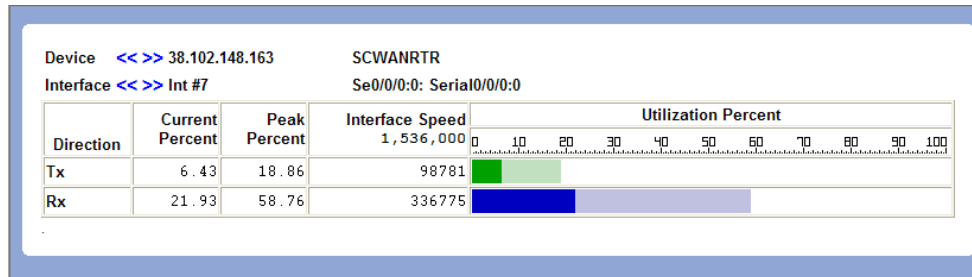 Device << >> 38.102.148.163 SCWANRTR
Interface << >> Int #7 Se0/0/0:0: Serial0/0/0:0
Direction Current Percent Peak Percent Interface Speed 1,536,000 Utilization Percent
0 10 20 30 40 50 60 70 80 90 100
Tx 6.43 18.86 98781
Rx 21.93 58.76 336775